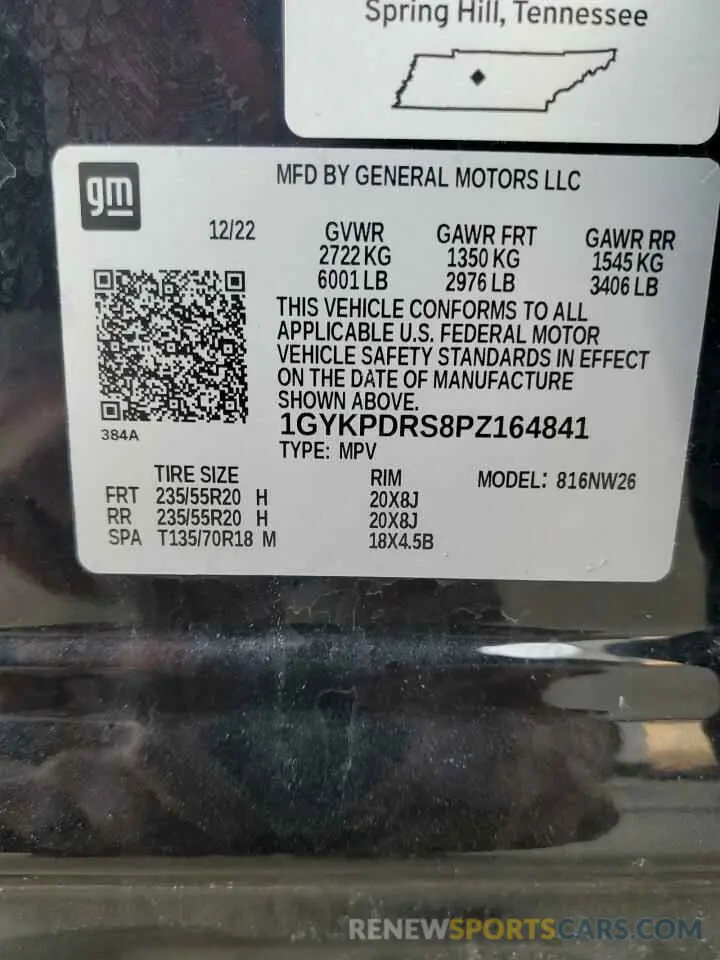 Spring Hill, Tennessee
gm
MFD BY GENERAL MOTORS LLC
12/22 GVWR GAWR FRT GAWR RR
2722 KG 1350 KG 1545 KG
6001 LB 2976 LB 3406 LB
THIS VEHICLE CONFORMS TO ALL
APPLICABLE U.S. FEDERAL MOTOR
VEHICLE SAFETY STANDARDS IN EFFECT
ON THE DATE OF MANUFACTURE
SHOWN ABOVE.
384A
1GYKPDRS8PZ164841
TYPE: MPV
TIRE SIZE RIM MODEL: 816NW26
FRT 235/55R20 H 20X8J
RR 235/55R20 H 20X8J
SPA T135/70R18 M 18X4.5B
RENEWSPORTSCARS.COM